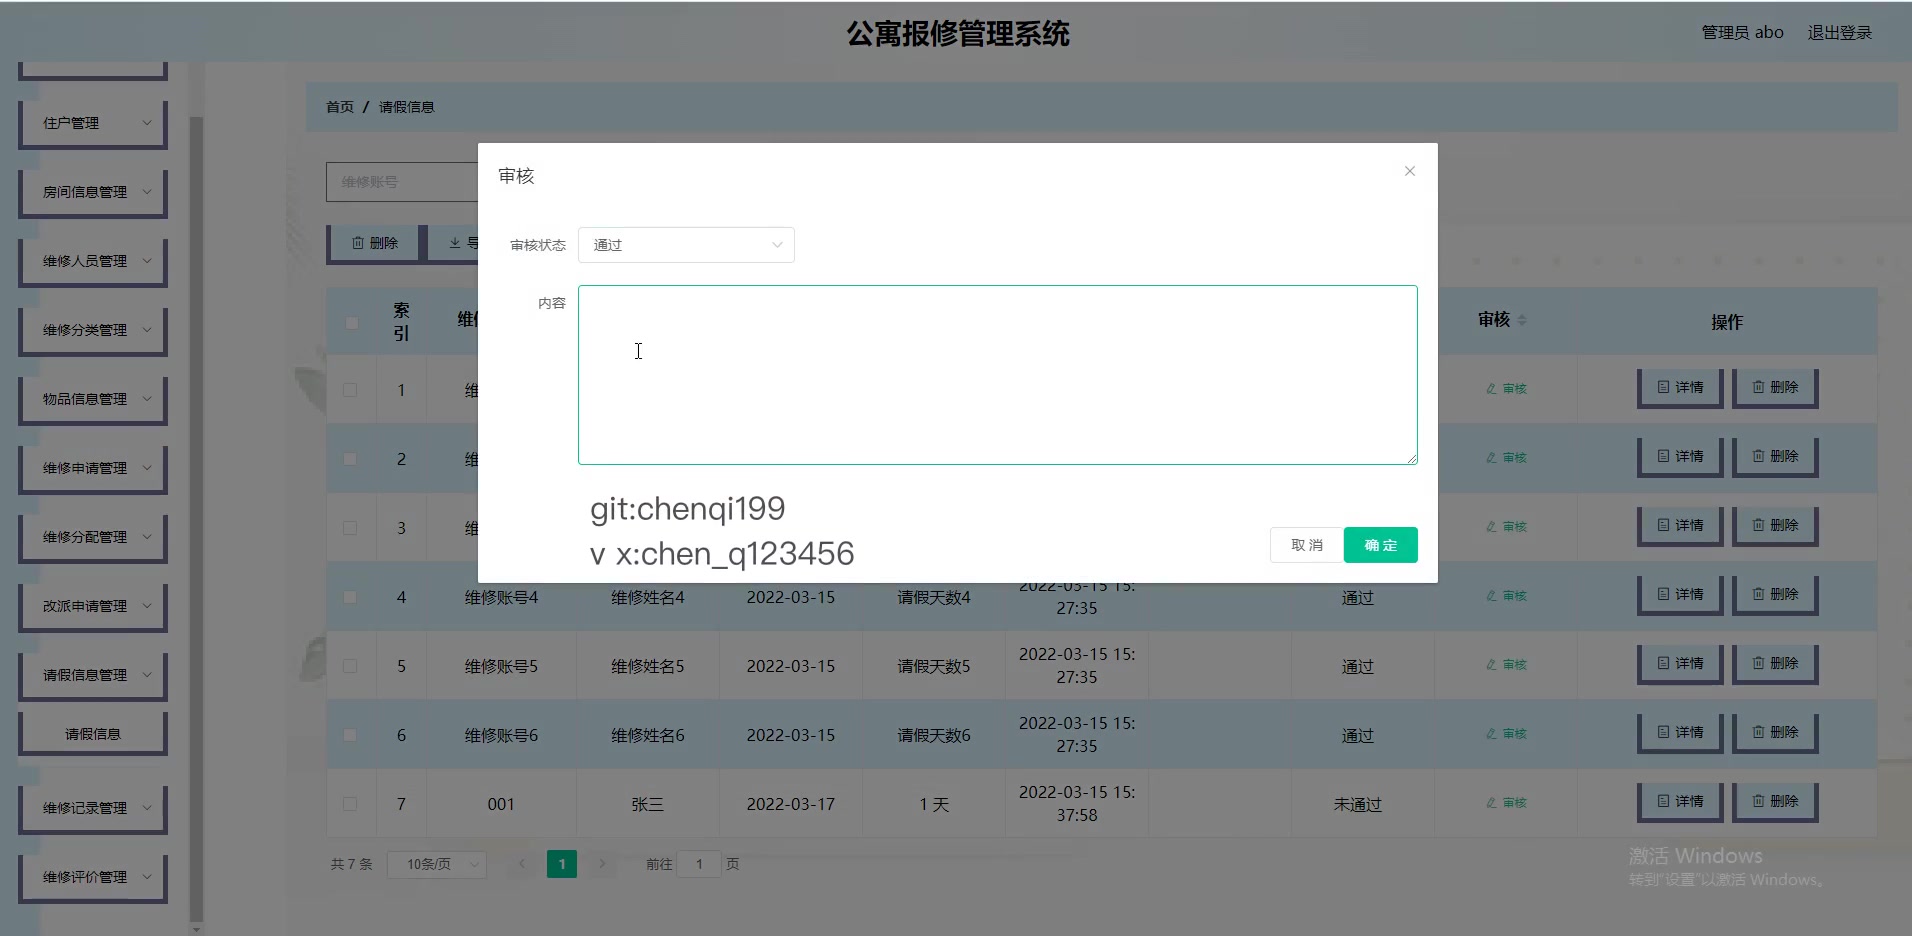 公寓报修管理系统
管理员 abo
退出登录
住户管理
房间信息管理
维修人员管理
维修分类管理
物品信息管理
维修申请管理
维修分配管理
改派申请管理
请假信息管理
请假信息
维修记录管理
维修评价管理
首页 / 请假信息
维修账号
删除
审核
审核状态
通过
内容
git:chenqi199
v x:chen_q123456
取 消
确 定
索
引
审核
操作
1 审核 详情 删除
2 审核 详情 删除
3 审核 详情 删除
4 维修账号4 维修姓名4 2022-03-15 请假天数4 2022-03-15 15:
27:35 通过 审核 详情 删除
5 维修账号5 维修姓名5 2022-03-15 请假天数5 2022-03-15 15:
27:35 通过 审核 详情 删除
6 维修账号6 维修姓名6 2022-03-15 请假天数6 2022-03-15 15:
27:35 通过 审核 详情 删除
7 001 张三 2022-03-17 1 天 2022-03-15 15:
37:58 未通过 审核 详情 删除
共 7 条 10条/页 1 前往 1 页
激活 Windows
转到"设置"以激活 Windows。